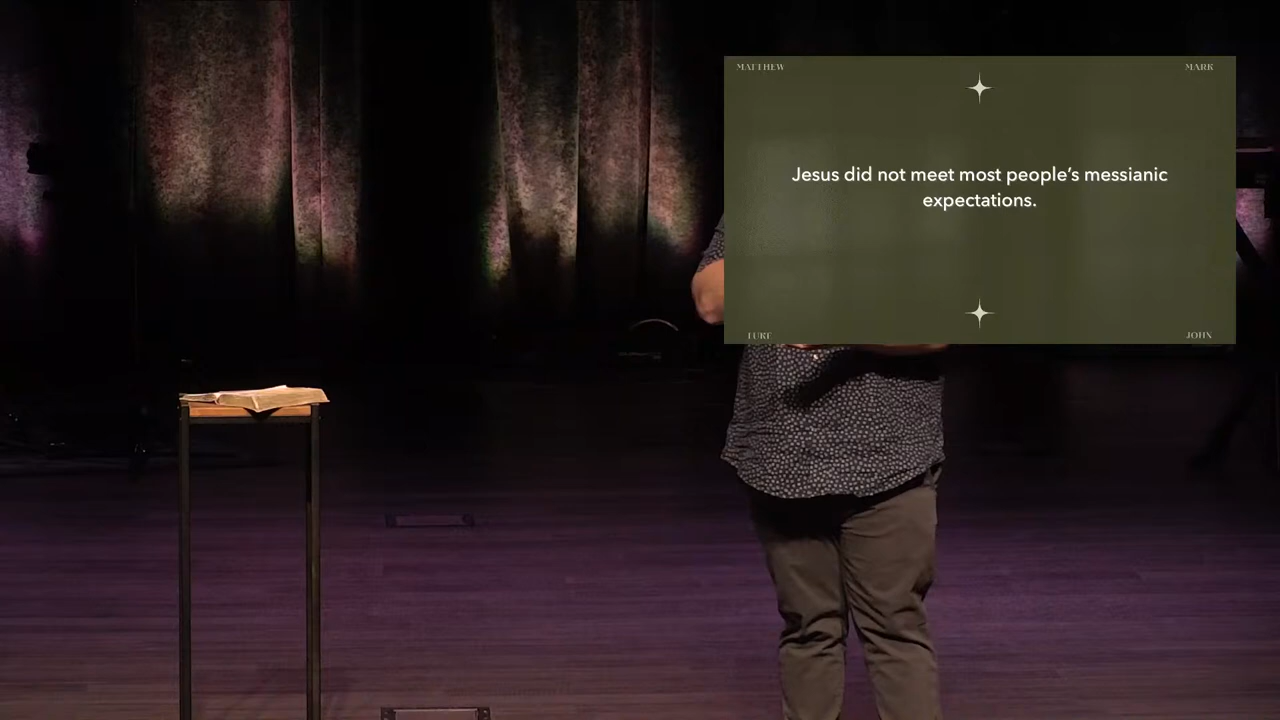 MATTHEW
MARK
Jesus did not meet most people's messianic
expectations.
LUKE
JOHN